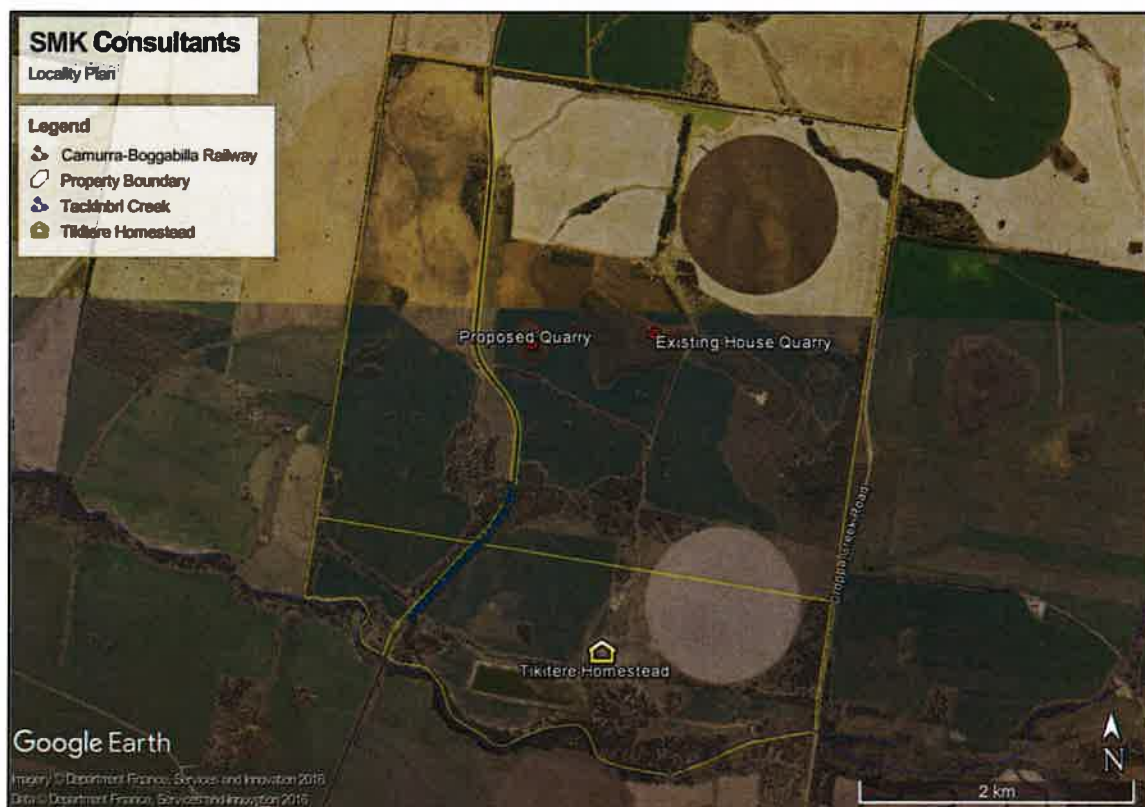 SMK Consultants
Locality Plan
Legend
Camurra-Boggabilla Railway
Property Boundary
Tackinbri Creek
Tikitere Homestead
Proposed Quarry
Existing House Quarry
Croppa Creek Road
Tikitere Homestead
Google Earth
Imagery © Department Finance, Services and Innovation 2016
Data © Department Finance, Services and Innovation 2016
N
2 km